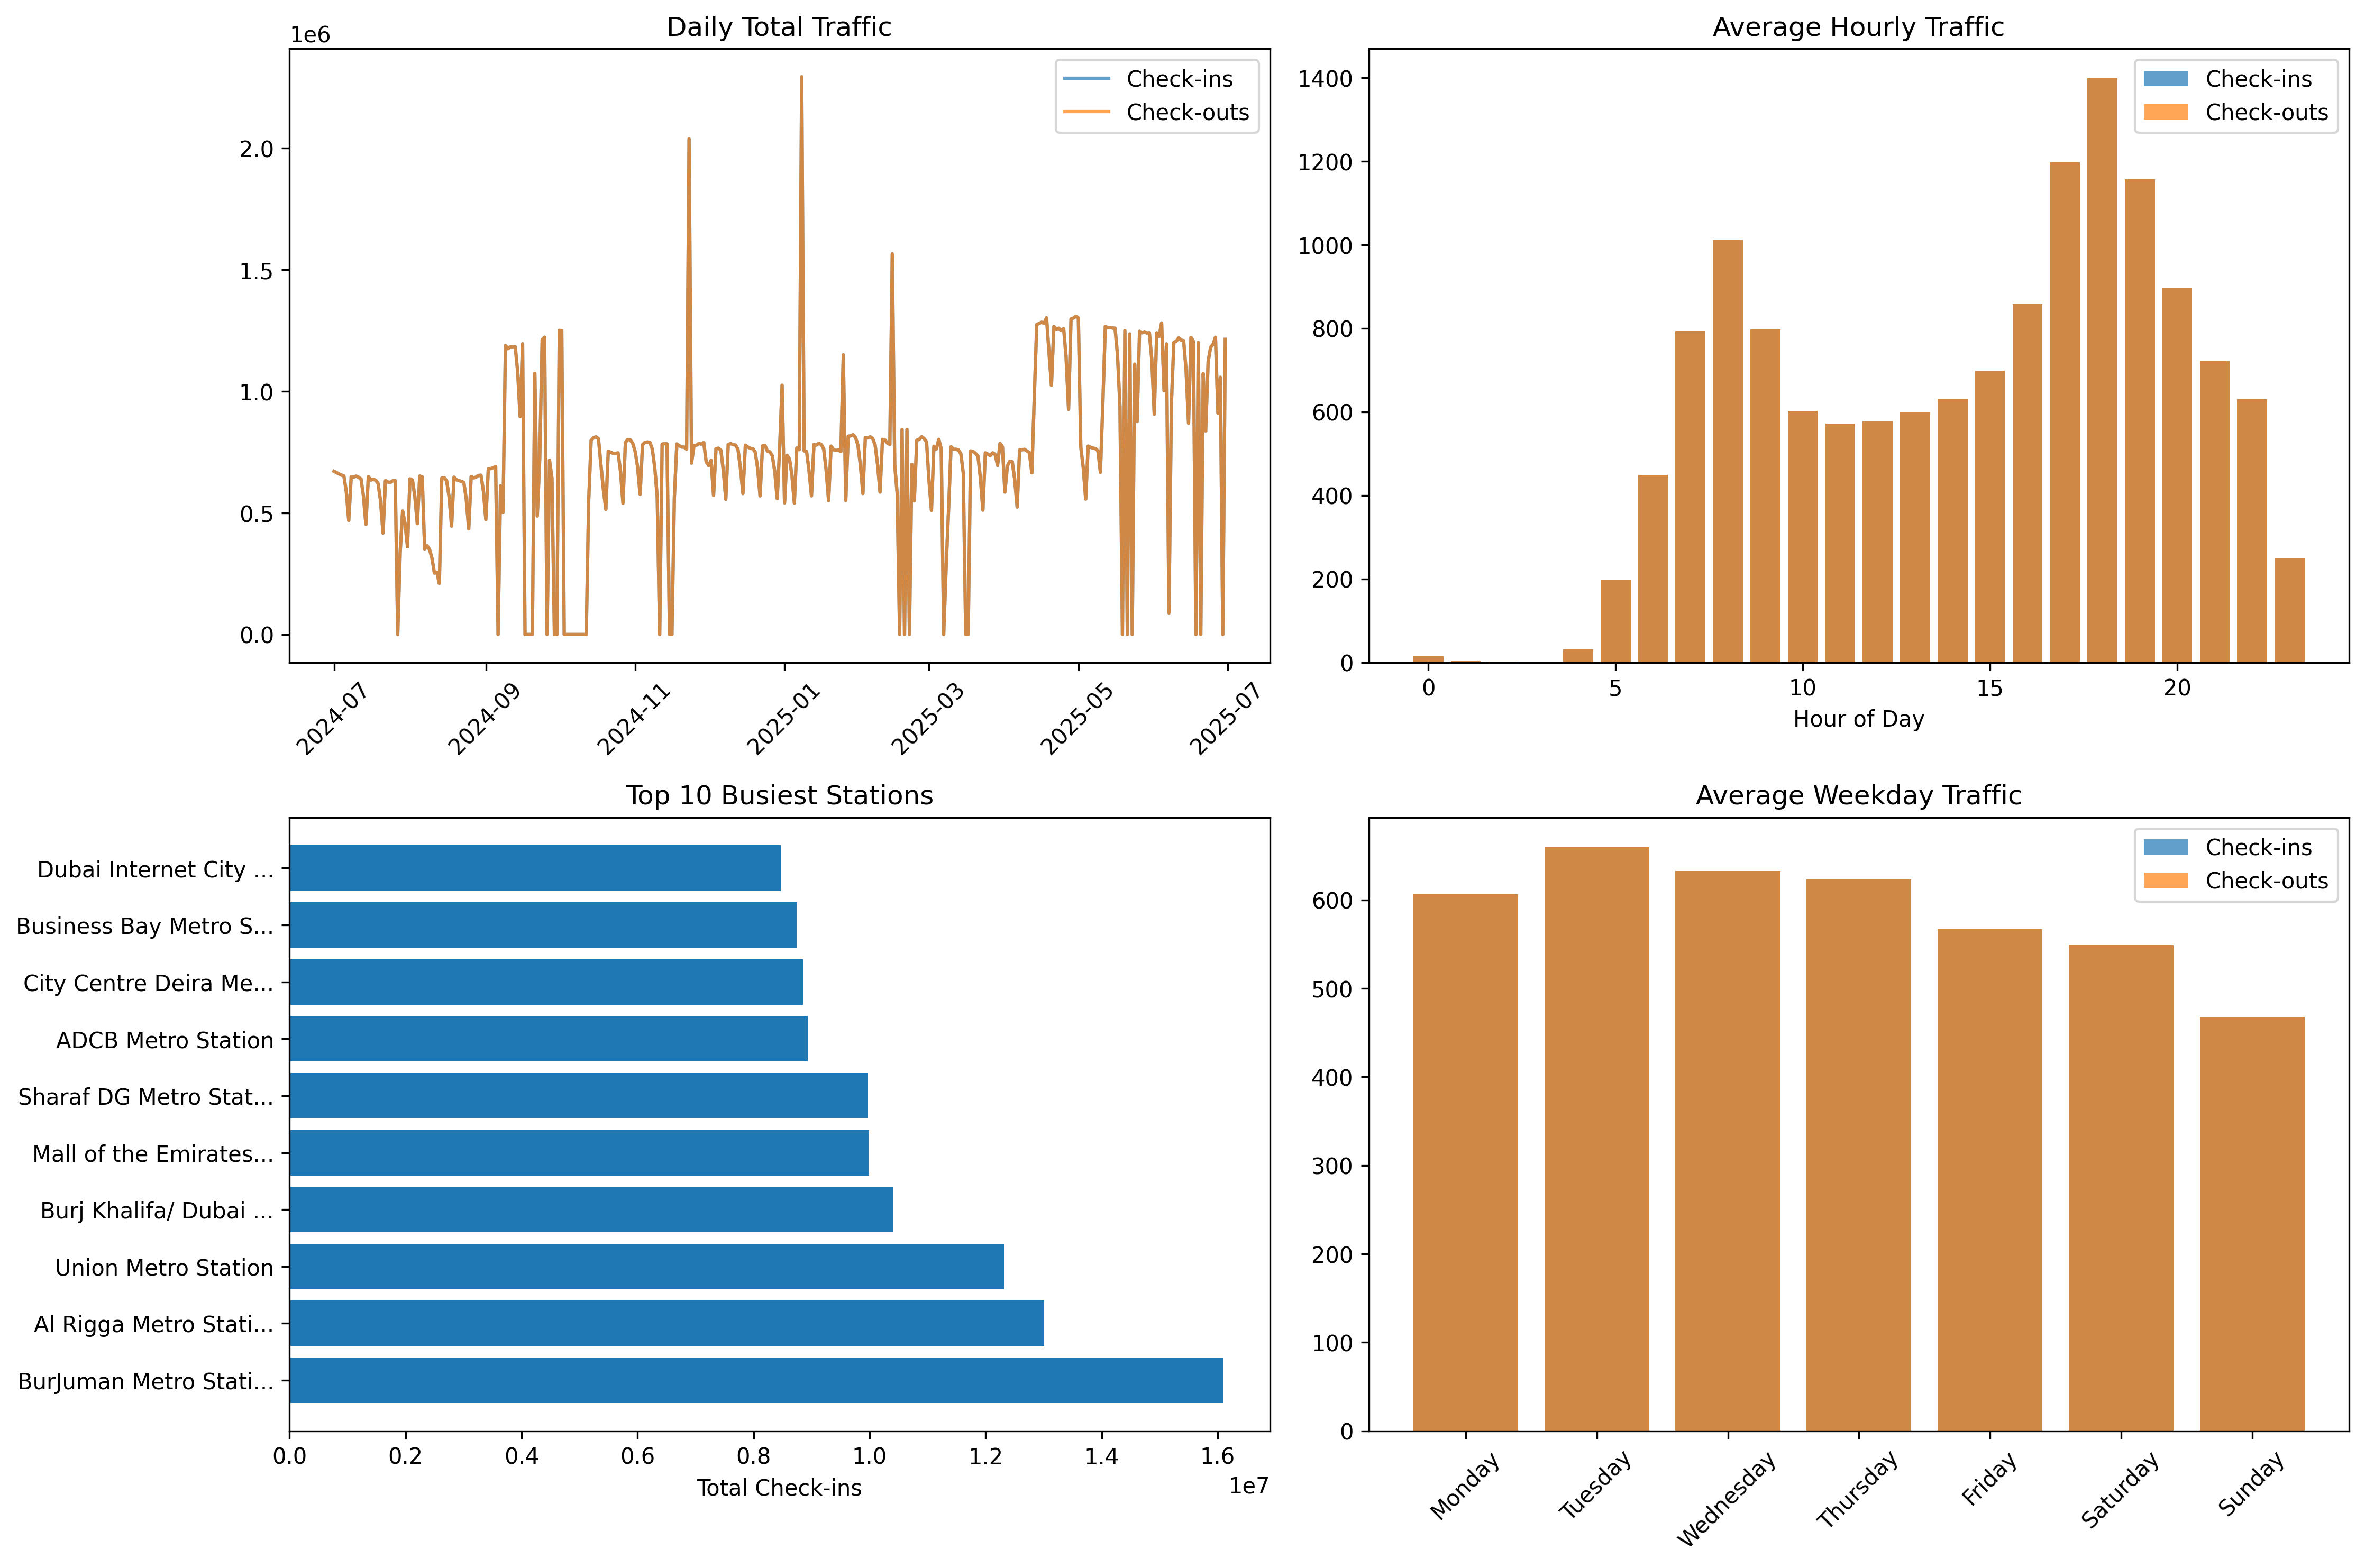 Daily Total Traffic
1e6
Check-ins
Check-outs
2.0
1.5
1.0
0.5
0.0
2024-07
2024-09
2024-11
2025-01
2025-03
2025-05
2025-07
Average Hourly Traffic
Check-ins
Check-outs
1400
1200
1000
800
600
400
200
0
0
5
10
15
20
Hour of Day
Top 10 Busiest Stations
Dubai Internet City ...
Business Bay Metro S...
City Centre Deira Me...
ADCB Metro Station
Sharaf DG Metro Stat...
Mall of the Emirates...
Burj Khalifa/ Dubai ...
Union Metro Station
Al Rigga Metro Stati...
BurJuman Metro Stati...
0.0
0.2
0.4
0.6
0.8
1.0
1.2
1.4
1.6
1e7
Total Check-ins
Average Weekday Traffic
Check-ins
Check-outs
600
500
400
300
200
100
0
Monday
Tuesday
Wednesday
Thursday
Friday
Saturday
Sunday